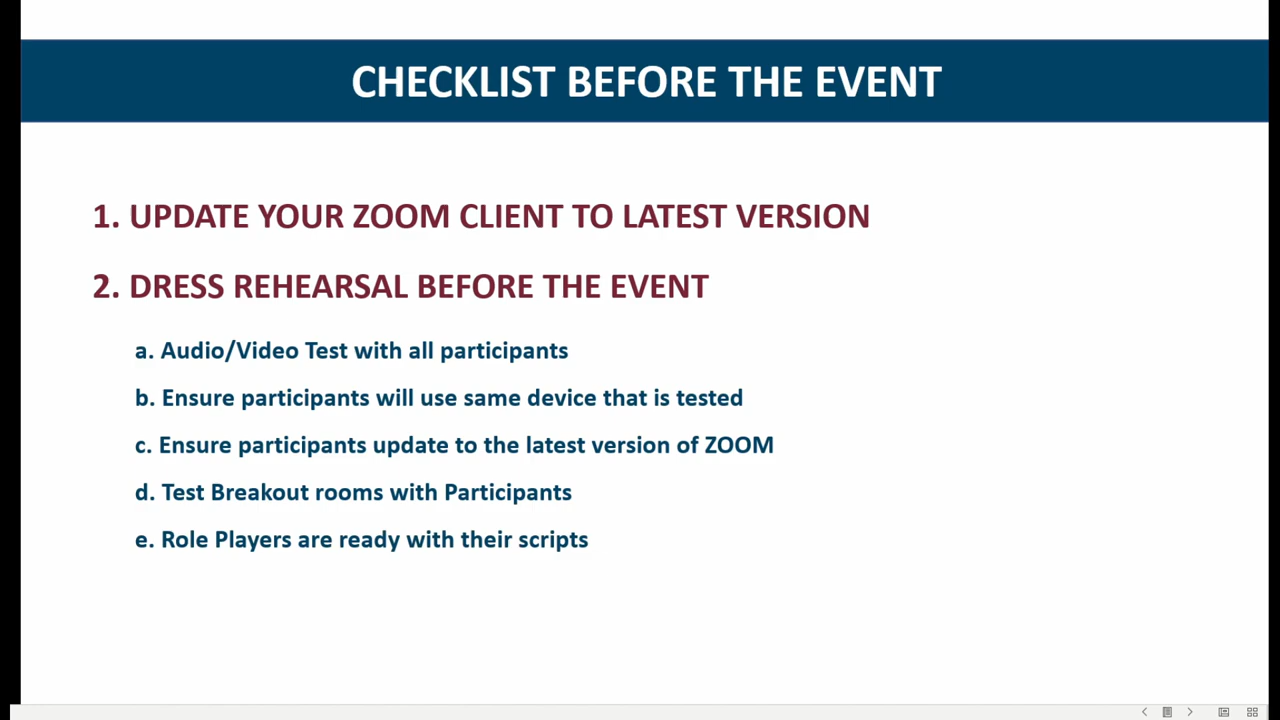 CHECKLIST BEFORE THE EVENT
1. UPDATE YOUR ZOOM CLIENT TO LATEST VERSION
2. DRESS REHEARSAL BEFORE THE EVENT
a. Audio/Video Test with all participants
b. Ensure participants will use same device that is tested
c. Ensure participants update to the latest version of ZOOM
d. Test Breakout rooms with Participants
e. Role Players are ready with their scripts